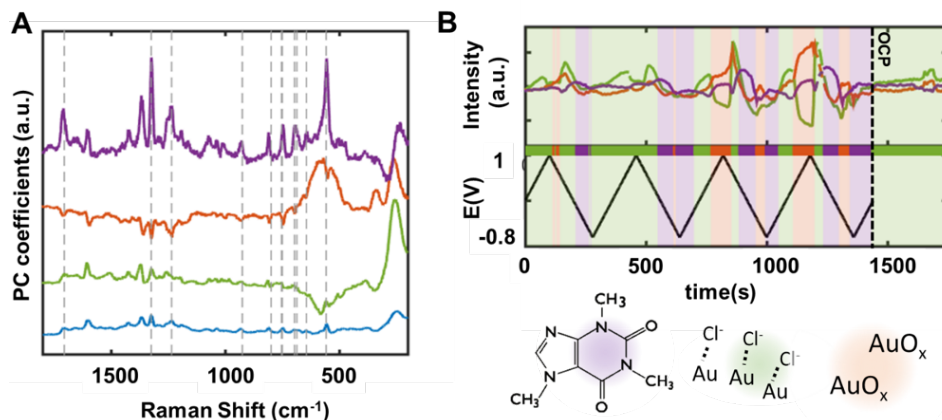 A
PC coefficients (a.u.)
1500
1000
500
Raman Shift (cm⁻¹)
B
Intensity
(a.u.)
OCP
1
E(V)
-0.8
0
500
1000
1500
time(s)
CH₃
N
O
N
N
N
CH₃
H₃C
O
Cl⁻
Cl⁻
Cl⁻
Au
Au
Au
AuOₓ
AuOₓ